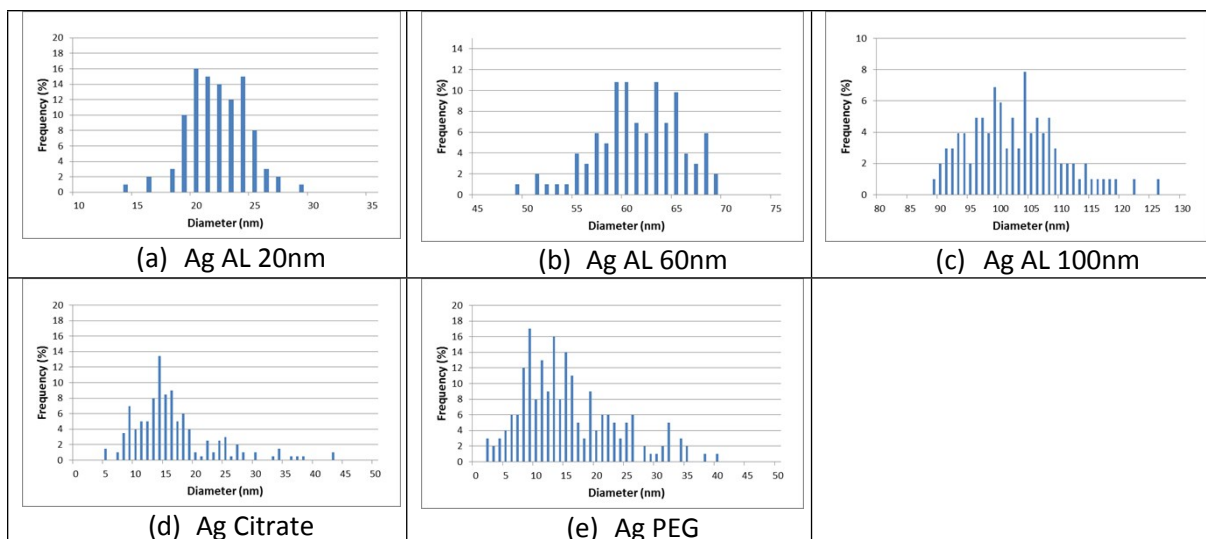 20
18
16
14
12
10
8
6
4
2
0
Frequency (%)
10 15 20 25 30 35
Diameter (nm)
(a) Ag AL 20nm
14
12
10
8
6
4
2
0
Frequency (%)
45 50 55 60 65 70 75
Diameter (nm)
(b) Ag AL 60nm
10
8
6
4
2
0
Frequency (%)
80 85 90 95 100 105 110 115 120 125 130
Diameter (nm)
(c) Ag AL 100nm
20
18
16
14
12
10
8
6
4
2
0
Frequency (%)
0 5 10 15 20 25 30 35 40 45 50
Diameter (nm)
(d) Ag Citrate
20
18
16
14
12
10
8
6
4
2
0
Frequency (%)
0 5 10 15 20 25 30 35 40 45 50
Diameter (nm)
(e) Ag PEG